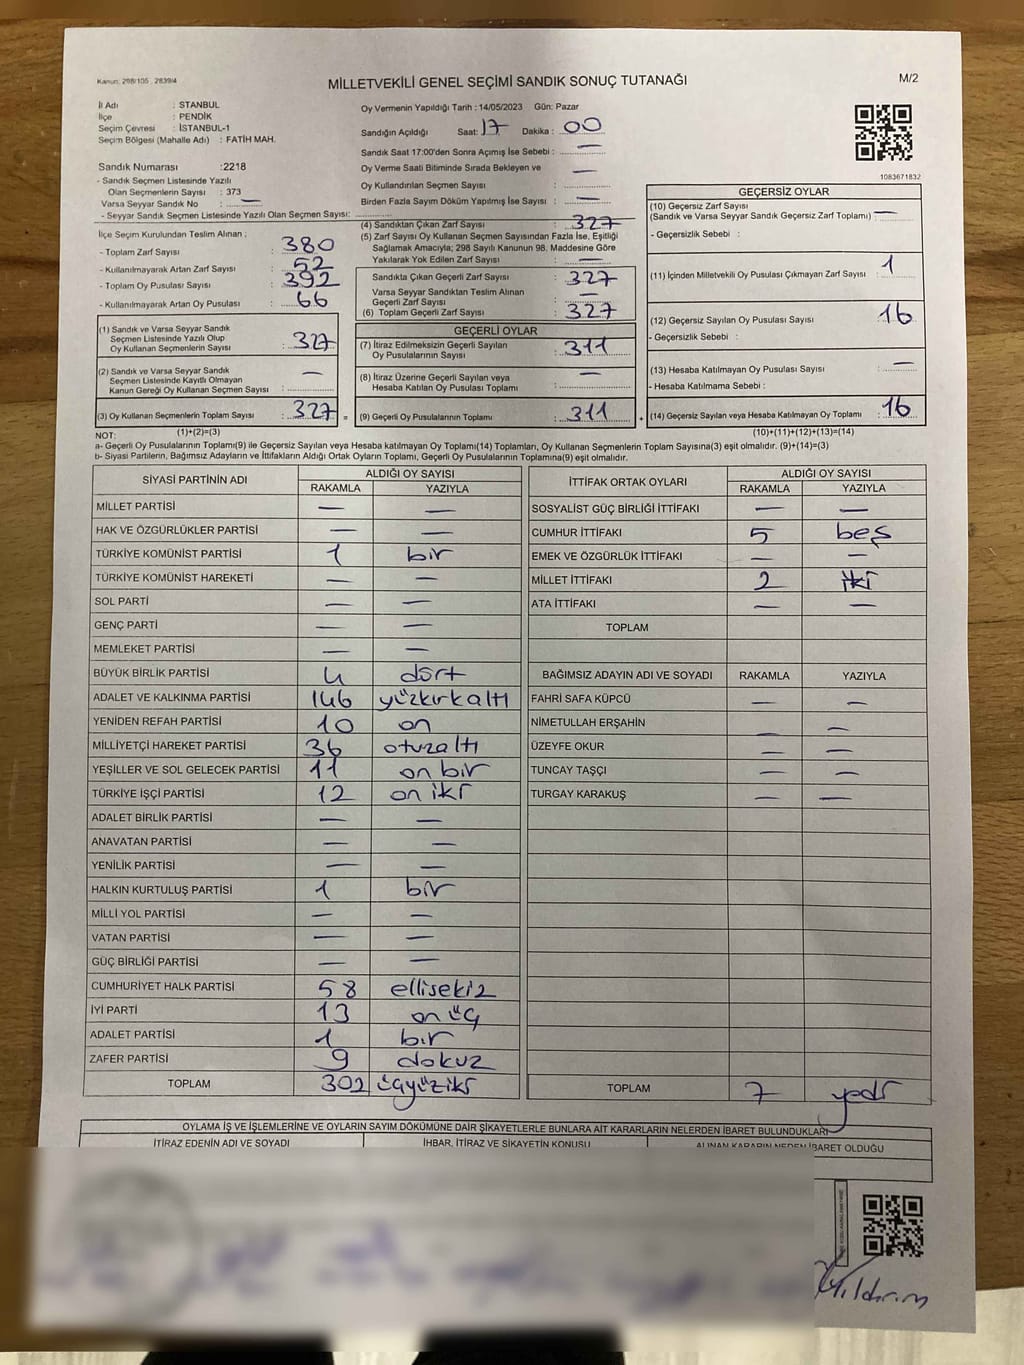 Kanun: 298/105 , 2839/4
MİLLETVEKİLİ GENEL SEÇİMİ SANDIK SONUÇ TUTANAĞI
M/2
İl Adı : STANBUL
İlçe : PENDİK
Seçim Çevresi : İSTANBUL-1
Seçim Bölgesi (Mahalle Adı) : FATİH MAH.
Sandık Numarası :2218
- Sandık Seçmen Listesinde Yazılı
Olan Seçmenlerin Sayısı : 373
Varsa Seyyar Sandık No : —
- Seyyar Sandık Seçmen Listesinde Yazılı Olan Seçmen Sayısı:
Oy Vermenin Yapıldığı Tarih : 14/05/2023 Gün: Pazar
Sandığın Açıldığı Saat: 17 Dakika : 00
Sandık Saat 17:00'den Sonra Açımış İse Sebebi : —
Oy Verme Saati Bitiminde Sırada Bekleyen ve
Oy Kullandırılan Seçmen Sayısı : —
Birden Fazla Sayım Döküm Yapılmış İse Sayısı : —
1083671832
İlçe Seçim Kurulundan Teslim Alınan ;
- Toplam Zarf Sayısı : 380
- Kullanılmayarak Artan Zarf Sayısı : 52
- Toplam Oy Pusulası Sayısı : 392
- Kullanılmayarak Artan Oy Pusulası : 66
(4) Sandıktan Çıkan Zarf Sayısı : 327
(5) Zarf Sayısı Oy Kullanan Seçmen Sayısından Fazla İse, Eşitliği
Sağlamak Amacıyla; 298 Sayılı Kanunun 98. Maddesine Göre
Yakılarak Yok Edilen Zarf Sayısı : —
Sandıkta Çıkan Geçerli Zarf Sayısı : 327
Varsa Seyyar Sandıktan Teslim Alınan
Geçerli Zarf Sayısı : —
(6) Toplam Geçerli Zarf Sayısı : 327
GEÇERSİZ OYLAR
(10) Geçersiz Zarf Sayısı
(Sandık ve Varsa Seyyar Sandık Geçersiz Zarf Toplamı) : —
- Geçersizlik Sebebi :
(11) İçinden Milletvekili Oy Pusulası Çıkmayan Zarf Sayısı : 1
(12) Geçersiz Sayılan Oy Pusulası Sayısı : 16
- Geçersizlik Sebebi :
(13) Hesaba Katılmayan Oy Pusulası Sayısı : —
- Hesaba Katılmama Sebebi :
(14) Geçersiz Sayılan veya Hesaba Katılmayan Oy Toplamı : 16
(10)+(11)+(12)+(13)=(14)
(1) Sandık ve Varsa Seyyar Sandık
Seçmen Listesinde Yazılı Olup
Oy Kullanan Seçmenlerin Sayısı : 327
(2) Sandık ve Varsa Seyyar Sandık
Seçmen Listesinde Kayıtlı Olmayan
Kanun Gereği Oy Kullanan Seçmen Sayısı : —
(3) Oy Kullanan Seçmenlerin Toplam Sayısı : 327 =
(1)+(2)=(3)
GEÇERLİ OYLAR
(7) İtiraz Edilmeksizin Geçerli Sayılan
Oy Pusulalarının Sayısı : 311
(8) İtiraz Üzerine Geçerli Sayılan veya
Hesaba Katılan Oy Pusulası Toplamı : —
(9) Geçerli Oy Pusulalarının Toplamı : 311 +
NOT:
a- Geçerli Oy Pusulalarının Toplamı(9) ile Geçersiz Sayılan veya Hesaba katılmayan Oy Toplamı(14) Toplamları, Oy Kullanan Seçmenlerin Toplam Sayısına(3) eşit olmalıdır. (9)+(14)=(3)
b- Siyasi Partilerin, Bağımsız Adayların ve İttifakların Aldığı Ortak Oyların Toplamı, Geçerli Oy Pusulalarının Toplamına(9) eşit olmalıdır.
SİYASİ PARTİNİN ADI ALDIĞI OY SAYISI
RAKAMLA YAZIYLA
MİLLET PARTİSİ — —
HAK VE ÖZGÜRLÜKLER PARTİSİ — —
TÜRKİYE KOMÜNİST PARTİSİ 1 bir
TÜRKİYE KOMÜNİST HAREKETİ — —
SOL PARTİ — —
GENÇ PARTİ — —
MEMLEKET PARTİSİ — —
BÜYÜK BİRLİK PARTİSİ 4 dört
ADALET VE KALKINMA PARTİSİ 146 yüzkırkaltı
YENİDEN REFAH PARTİSİ 10 on
MİLLİYETÇİ HAREKET PARTİSİ 36 otuzaltı
YEŞİLLER VE SOL GELECEK PARTİSİ 11 on bir
TÜRKİYE İŞÇİ PARTİSİ 12 on iki
ADALET BİRLİK PARTİSİ — —
ANAVATAN PARTİSİ — —
YENİLİK PARTİSİ — —
HALKIN KURTULUŞ PARTİSİ 1 bir
MİLLİ YOL PARTİSİ — —
VATAN PARTİSİ — —
GÜÇ BİRLİĞİ PARTİSİ — —
CUMHURİYET HALK PARTİSİ 58 ellisekiz
İYİ PARTİ 13 on üç
ADALET PARTİSİ 1 bir
ZAFER PARTİSİ 9 dokuz
TOPLAM 302 üçyüziki
İTTİFAK ORTAK OYLARI ALDIĞI OY SAYISI
RAKAMLA YAZIYLA
SOSYALİST GÜÇ BİRLİĞİ İTTİFAKI — —
CUMHUR İTTİFAKI 5 beş
EMEK VE ÖZGÜRLÜK İTTİFAKI — —
MİLLET İTTİFAKI 2 iki
ATA İTTİFAKI — —
TOPLAM
BAĞIMSIZ ADAYIN ADI VE SOYADI RAKAMLA YAZIYLA
FAHRİ SAFA KÜPCÜ — —
NİMETULLAH ERŞAHİN — —
ÜZEYFE OKUR — —
TUNCAY TAŞÇI — —
TURGAY KARAKUŞ — —
TOPLAM 7 yedi
OYLAMA İŞ VE İŞLEMLERİNE VE OYLARIN SAYIM DÖKÜMÜNE DAİR ŞİKAYETLERLE BUNLARA AİT KARARLARIN NELERDEN İBARET BULUNDUKLARI
İTİRAZ EDENİN ADI VE SOYADI İHBAR, İTİRAZ VE ŞİKAYETİN KONUSU ALINAN KARARIN NEDEN İBARET OLDUĞU
Yıldırım